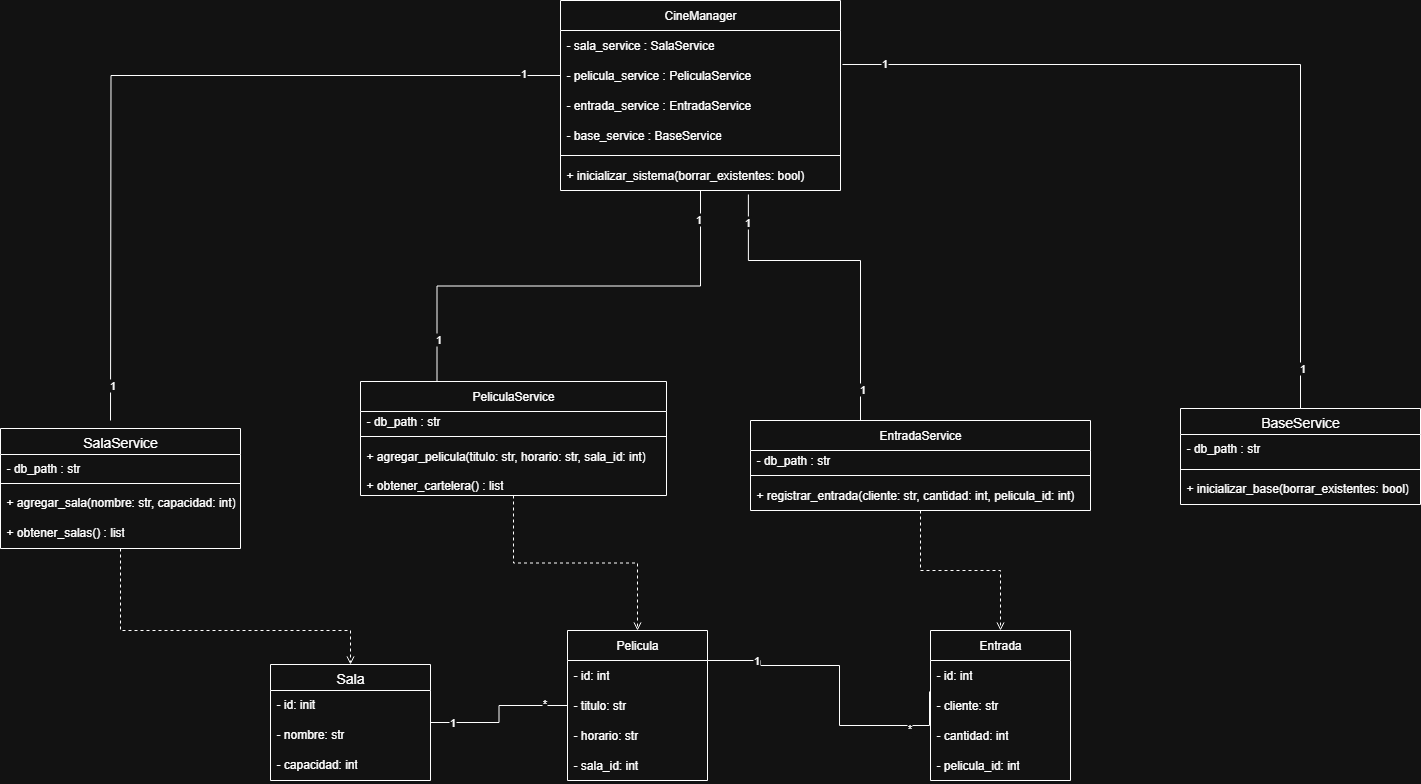 CineManager
- sala_service : SalaService
- pelicula_service : PeliculaService
- entrada_service : EntradaService
- base_service : BaseService
+ inicializar_sistema(borrar_existentes: bool)
1
1
1
1
1
1
1
1
SalaService
- db_path : str
+ agregar_sala(nombre: str, capacidad: int)
+ obtener_salas() : list
PeliculaService
- db_path : str
+ agregar_pelicula(titulo: str, horario: str, sala_id: int)
+ obtener_cartelera() : list
EntradaService
- db_path : str
+ registrar_entrada(cliente: str, cantidad: int, pelicula_id: int)
BaseService
- db_path : str
+ inicializar_base(borrar_existentes: bool)
Sala
- id: init
- nombre: str
- capacidad: int
1
*
Pelicula
- id: int
- titulo: str
- horario: str
- sala_id: int
1
*
Entrada
- id: int
- cliente: str
- cantidad: int
- pelicula_id: int